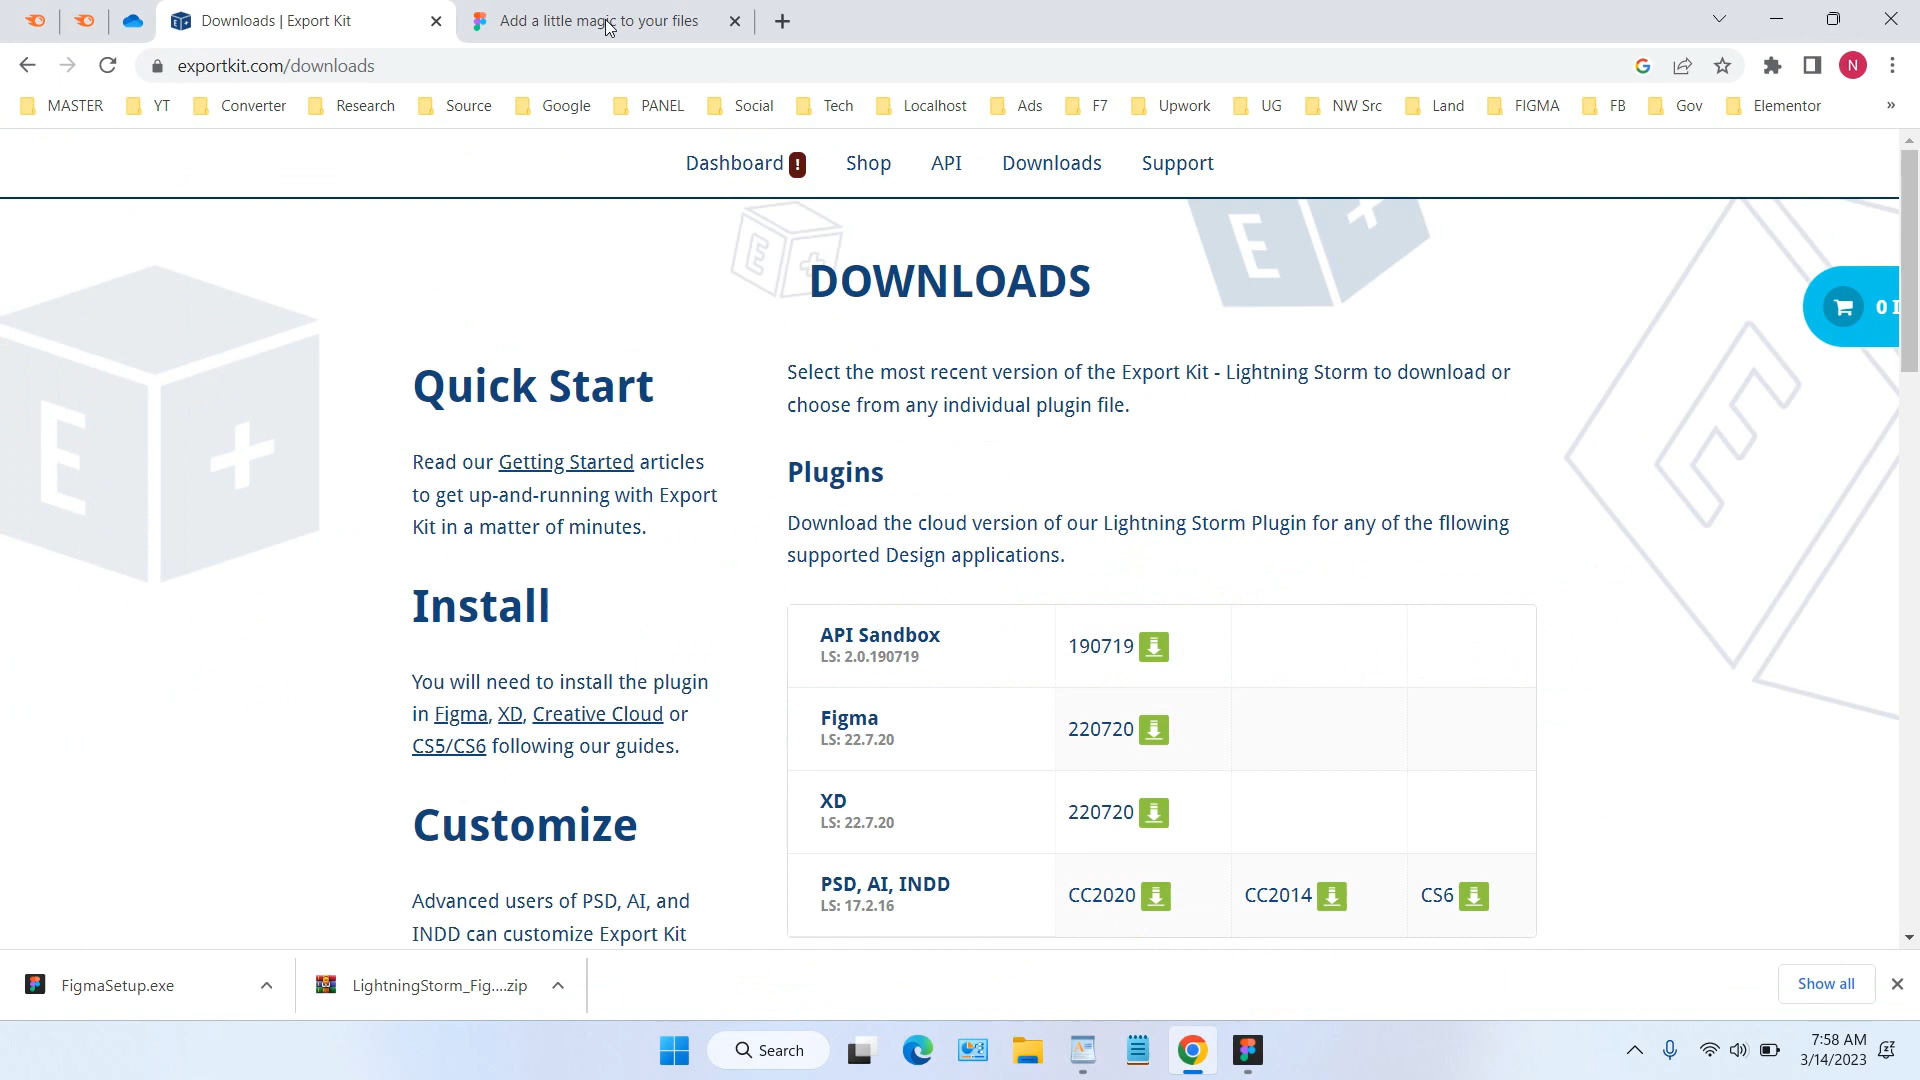 Downloads | Export Kit
Add a little magic to your files
exportkit.com/downloads
N
MASTER YT Converter Research Source Google PANEL Social Tech Localhost Ads F7 Upwork UG NW Src Land FIGMA FB Gov Elementor »
Dashboard ! Shop API Downloads Support
DOWNLOADS
0 I
Quick Start
Read our Getting Started articles
to get up-and-running with Export
Kit in a matter of minutes.
Install
You will need to install the plugin
in Figma, XD, Creative Cloud or
CS5/CS6 following our guides.
Customize
Advanced users of PSD, AI, and
INDD can customize Export Kit
Select the most recent version of the Export Kit - Lightning Storm to download or
choose from any individual plugin file.
Plugins
Download the cloud version of our Lightning Storm Plugin for any of the fllowing
supported Design applications.
API Sandbox 190719
LS: 2.0.190719
Figma 220720
LS: 22.7.20
XD 220720
LS: 22.7.20
PSD, AI, INDD CC2020 CC2014 CS6
LS: 17.2.16
FigmaSetup.exe
LightningStorm_Fig....zip
Show all
Search
7:58 AM
3/14/2023